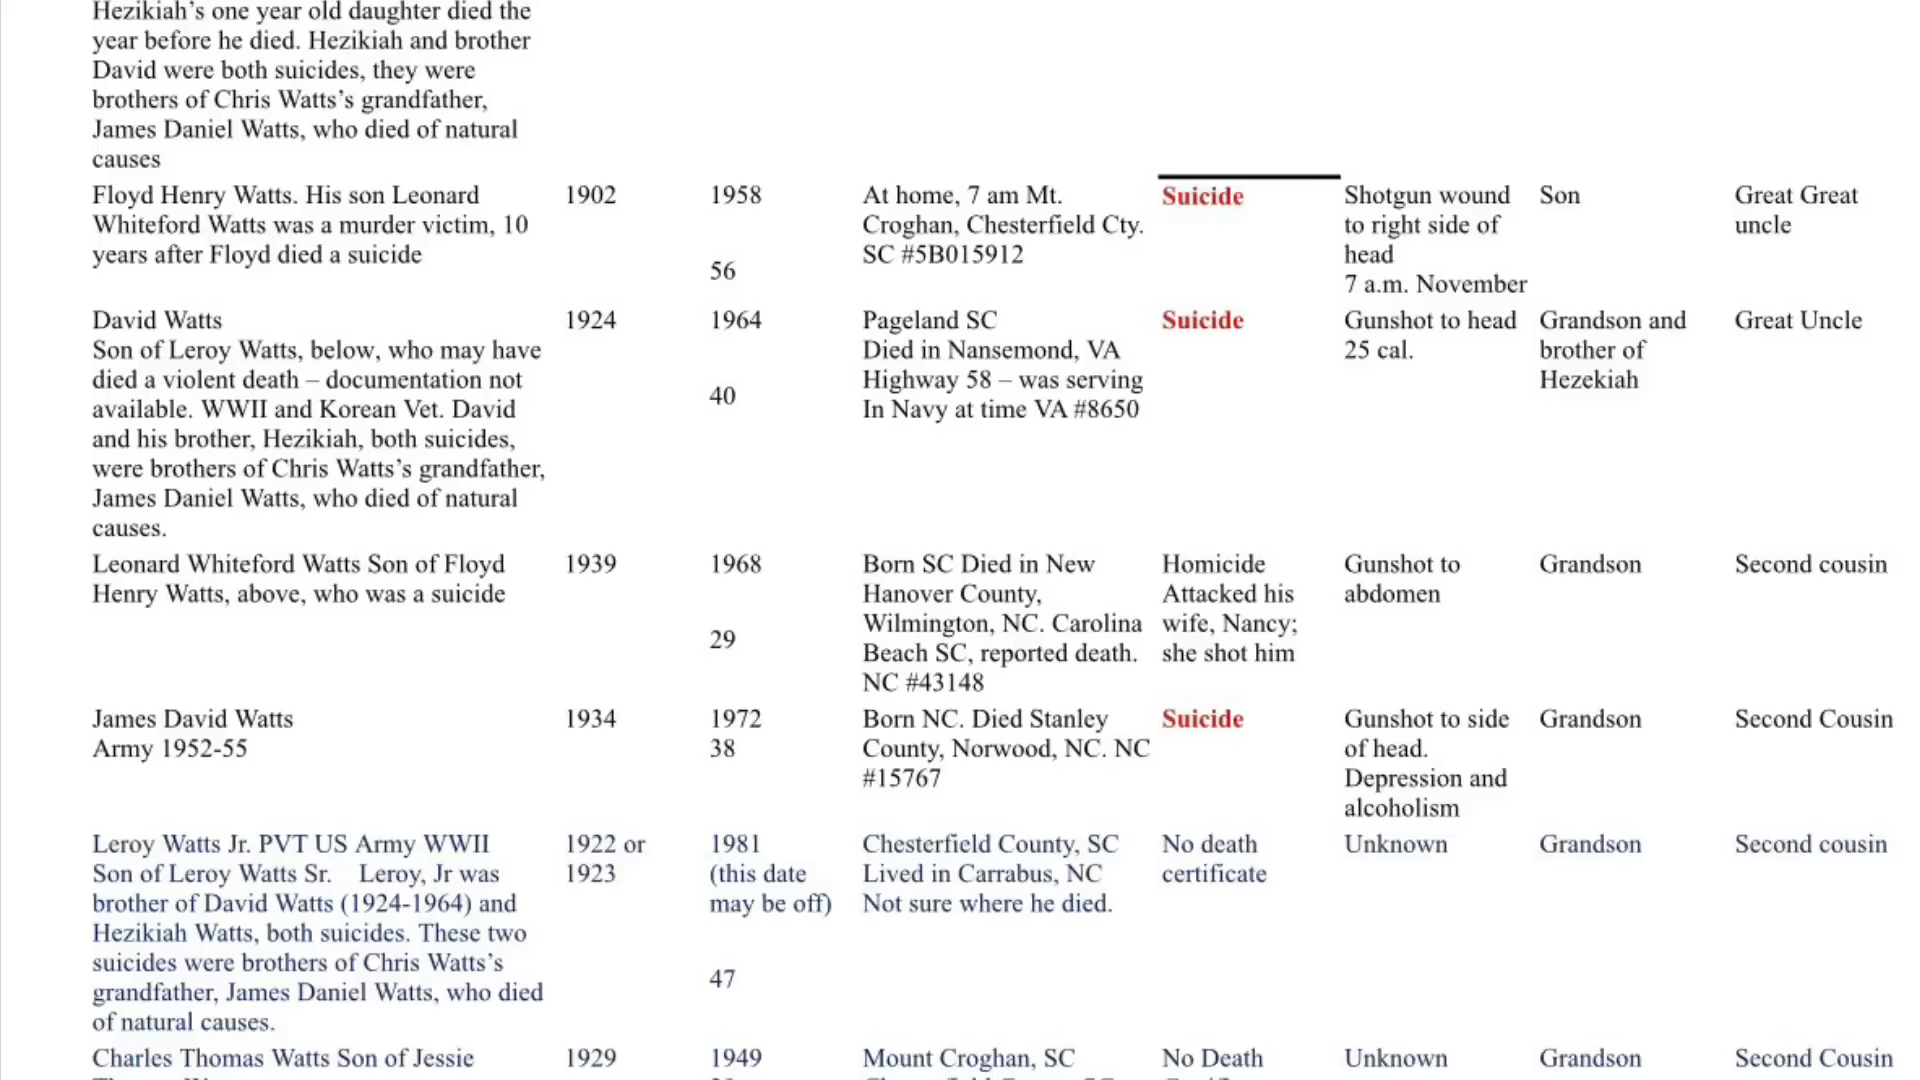 Hezikiah’s one year old daughter died the
year before he died. Hezikiah and brother
David were both suicides, they were
brothers of Chris Watts’s grandfather,
James Daniel Watts, who died of natural
causes
Floyd Henry Watts. His son Leonard
Whiteford Watts was a murder victim, 10
years after Floyd died a suicide
1902
1958
56
At home, 7 am Mt.
Croghan, Chesterfield Cty.
SC #5B015912
Suicide
Shotgun wound
to right side of
head
7 a.m. November
Son
Great Great
uncle
David Watts
Son of Leroy Watts, below, who may have
died a violent death – documentation not
available. WWII and Korean Vet. David
and his brother, Hezikiah, both suicides,
were brothers of Chris Watts’s grandfather,
James Daniel Watts, who died of natural
causes.
1924
1964
40
Pageland SC
Died in Nansemond, VA
Highway 58 – was serving
In Navy at time VA #8650
Suicide
Gunshot to head
25 cal.
Grandson and
brother of
Hezekiah
Great Uncle
Leonard Whiteford Watts Son of Floyd
Henry Watts, above, who was a suicide
1939
1968
29
Born SC Died in New
Hanover County,
Wilmington, NC. Carolina
Beach SC, reported death.
NC #43148
Homicide
Attacked his
wife, Nancy;
she shot him
Gunshot to
abdomen
Grandson
Second cousin
James David Watts
Army 1952-55
1934
1972
38
Born NC. Died Stanley
County, Norwood, NC. NC
#15767
Suicide
Gunshot to side
of head.
Depression and
alcoholism
Grandson
Second Cousin
Leroy Watts Jr. PVT US Army WWII
Son of Leroy Watts Sr. Leroy, Jr was
brother of David Watts (1924-1964) and
Hezikiah Watts, both suicides. These two
suicides were brothers of Chris Watts’s
grandfather, James Daniel Watts, who died
of natural causes.
1922 or
1923
1981
(this date
may be off)
47
Chesterfield County, SC
Lived in Carrabus, NC
Not sure where he died.
No death
certificate
Unknown
Grandson
Second cousin
Charles Thomas Watts Son of Jessie
1929
1949
Mount Croghan, SC
No Death
Unknown
Grandson
Second Cousin